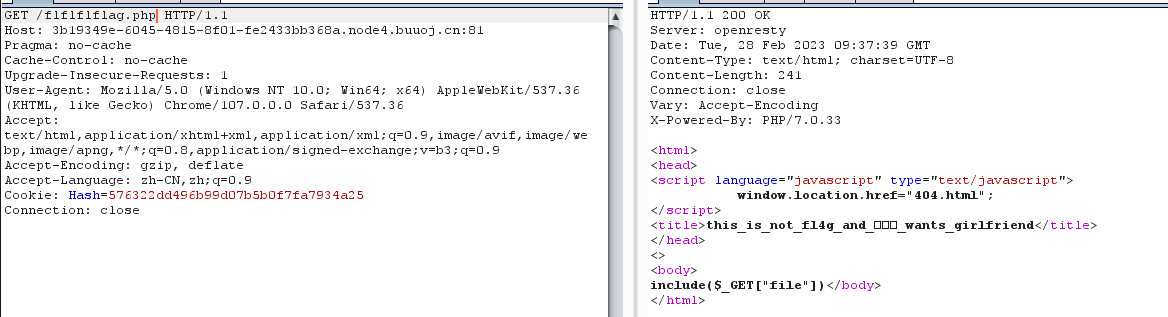 GET /flflflflag.php HTTP/1.1
Host: 3b19349e-6045-4815-8f01-fe2433bb368a.node4.buuoj.cn:81
Pragma: no-cache
Cache-Control: no-cache
Upgrade-Insecure-Requests: 1
User-Agent: Mozilla/5.0 (Windows NT 10.0; Win64; x64) AppleWebKit/537.36
(KHTML, like Gecko) Chrome/107.0.0.0 Safari/537.36
Accept:
text/html,application/xhtml+xml,application/xml;q=0.9,image/avif,image/we
bp,image/apng,*/*;q=0.8,application/signed-exchange;v=b3;q=0.9
Accept-Encoding: gzip, deflate
Accept-Language: zh-CN,zh;q=0.9
Cookie: Hash=576322dd496b99d07b5b0f7fa7934a25
Connection: close
HTTP/1.1 200 OK
Server: openresty
Date: Tue, 28 Feb 2023 09:37:39 GMT
Content-Type: text/html; charset=UTF-8
Content-Length: 241
Connection: close
Vary: Accept-Encoding
X-Powered-By: PHP/7.0.33
<html>
<head>
<script language="javascript" type="text/javascript">
window.location.href="404.html";
</script>
<title>this_is_not_fl4g_and_□□□_wants_girlfriend</title>
</head>
<>
<body>
include($_GET["file"])</body>
</html>